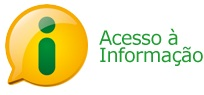 i
Acesso à
Informação